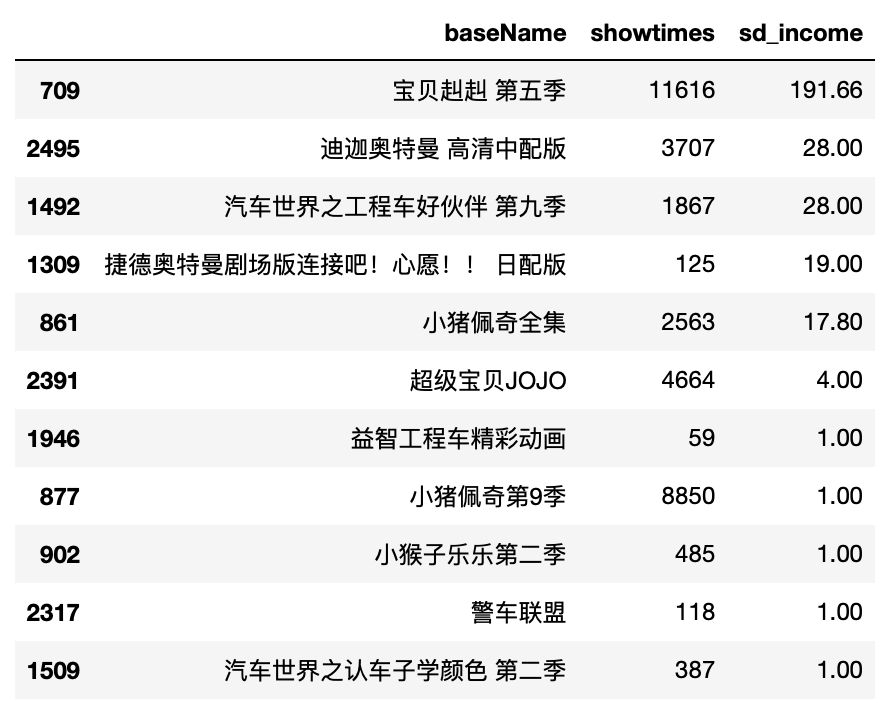 baseName showtimes sd_income
709 宝贝赳赳 第五季 11616 191.66
2495 迪迦奥特曼 高清中配版 3707 28.00
1492 汽车世界之工程车好伙伴 第九季 1867 28.00
1309 捷德奥特曼剧场版连接吧！心愿！！ 日配版 125 19.00
861 小猪佩奇全集 2563 17.80
2391 超级宝贝JOJO 4664 4.00
1946 益智工程车精彩动画 59 1.00
877 小猪佩奇第9季 8850 1.00
902 小猴子乐乐第二季 485 1.00
2317 警车联盟 118 1.00
1509 汽车世界之认车子学颜色 第二季 387 1.00